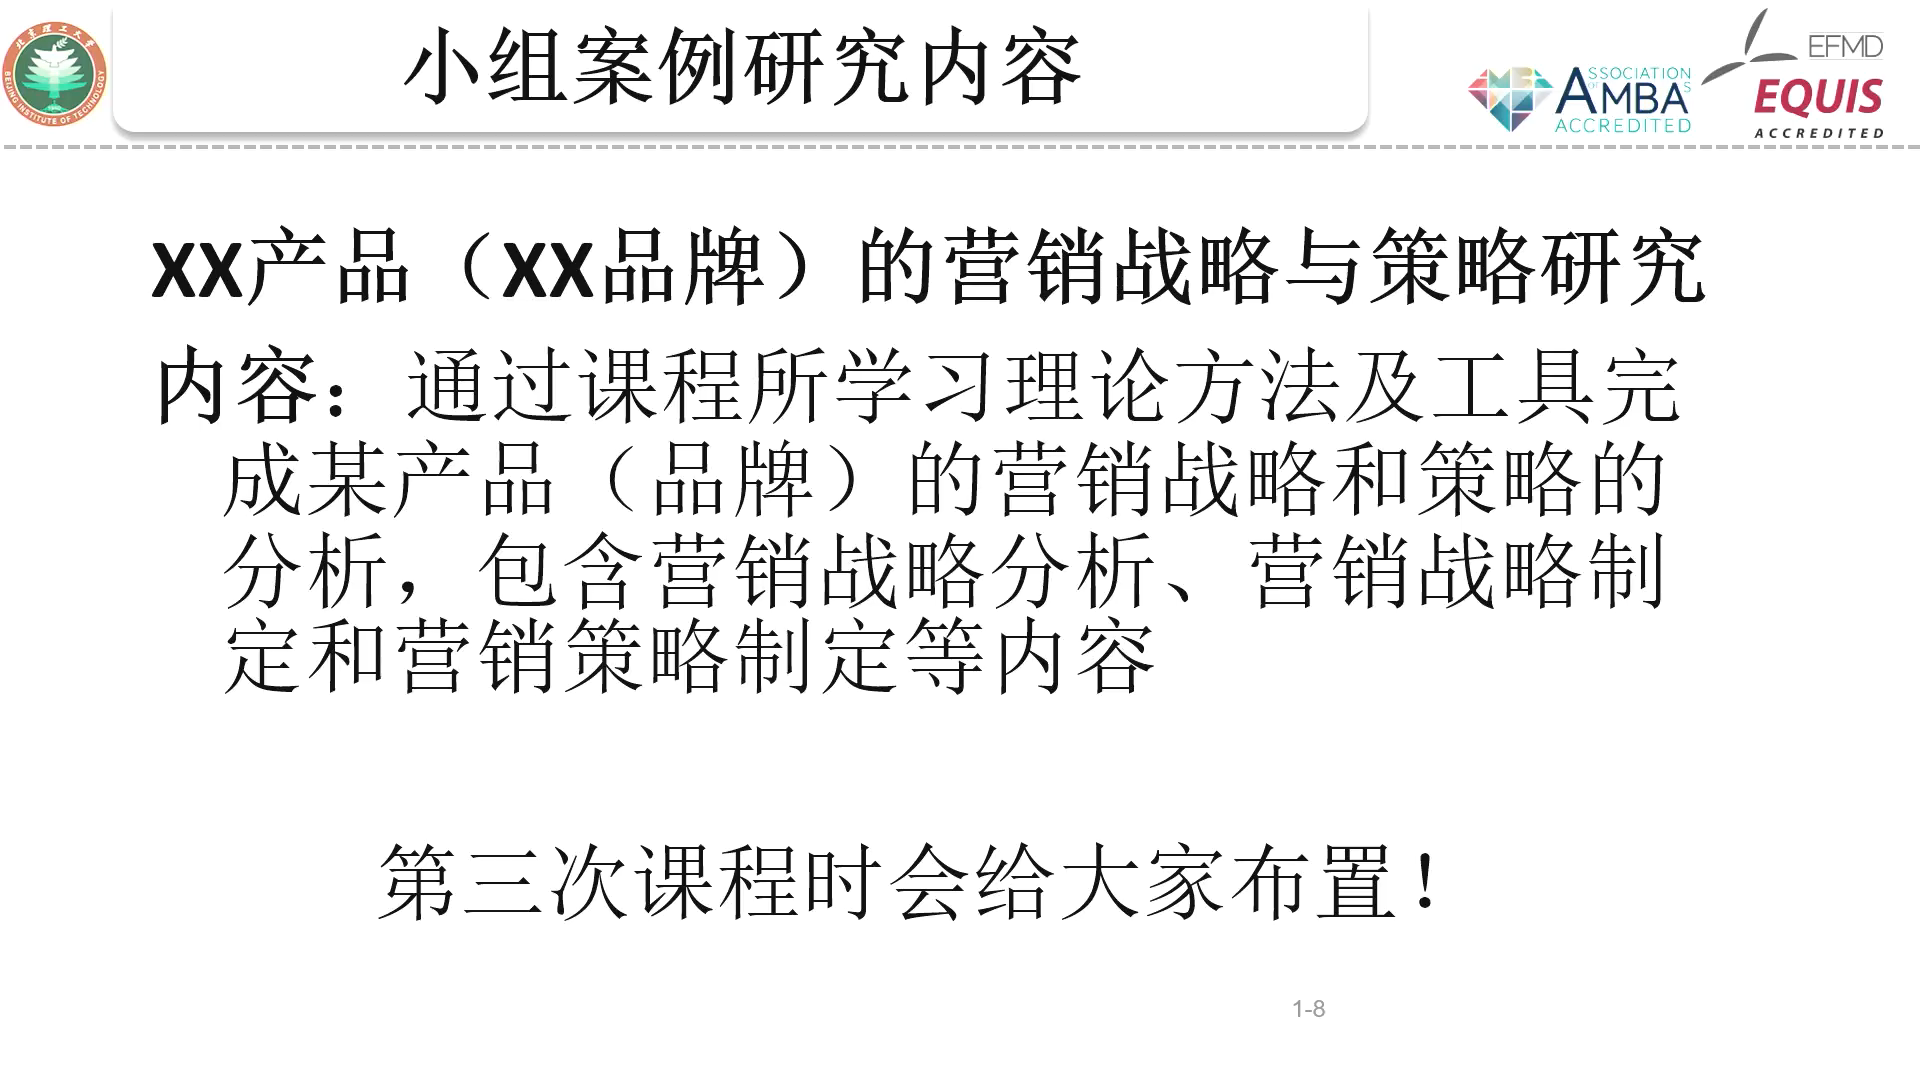 小组案例研究内容
北京理工大学
BEIJING INSTITUTE OF TECHNOLOGY
ASSOCIATION
OF MBAS
ACCREDITED
EFMD
EQUIS
ACCREDITED
XX产品（XX品牌）的营销战略与策略研究
内容：通过课程所学习理论方法及工具完
成某产品（品牌）的营销战略和策略的
分析，包含营销战略分析、营销战略制
定和营销策略制定等内容
第三次课程时会给大家布置！
1-8